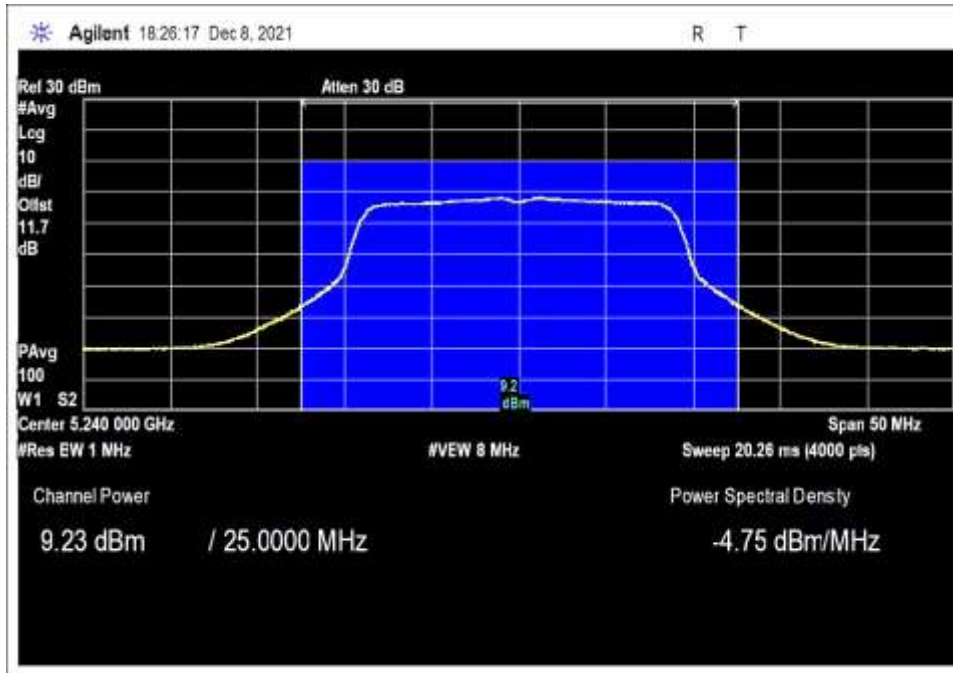 Agilent 18:26:17 Dec 8, 2021 R T
Ref 30 dBm Atten 30 dB
#Avg
Log
10
dB/
Offst
11.7
dB
9.2
dBm
PAvg
100
W1 S2
Center 5.240 000 GHz Span 50 MHz
#Res BW 1 MHz #VBW 8 MHz Sweep 20.26 ms (4000 pts)
Channel Power Power Spectral Density
9.23 dBm / 25.0000 MHz -4.75 dBm/MHz